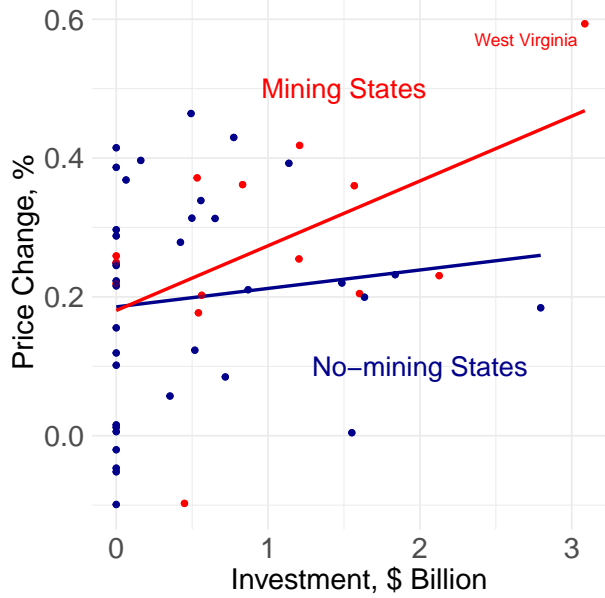 0.6
West Virginia
Mining States
0.4
Price Change, %
0.2
No−mining States
0.0
0 1 2 3
Investment, $ Billion